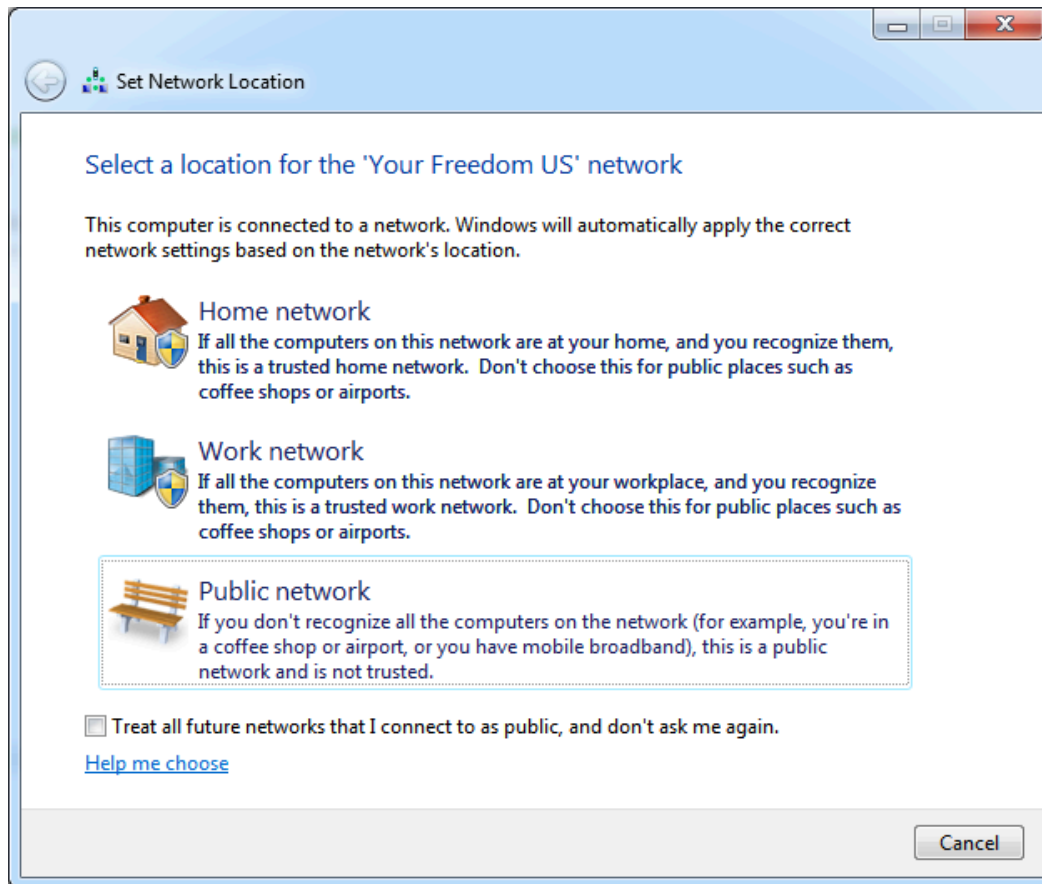 Set Network Location
Select a location for the 'Your Freedom US' network
This computer is connected to a network. Windows will automatically apply the correct
network settings based on the network's location.
Home network
If all the computers on this network are at your home, and you recognize them,
this is a trusted home network.  Don't choose this for public places such as
coffee shops or airports.
Work network
If all the computers on this network are at your workplace, and you recognize
them, this is a trusted work network.  Don't choose this for public places such as
coffee shops or airports.
Public network
If you don't recognize all the computers on the network (for example, you're in
a coffee shop or airport, or you have mobile broadband), this is a public
network and is not trusted.
Treat all future networks that I connect to as public, and don't ask me again.
Help me choose
Cancel